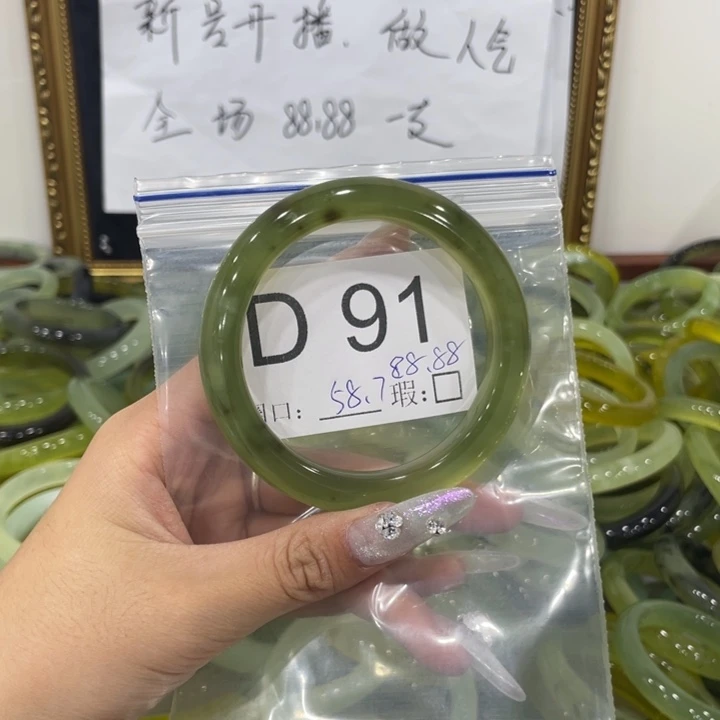 新号开播. 做人气
全场 88.88 一支
D 91
88.88
口: 58.7 瑕: □